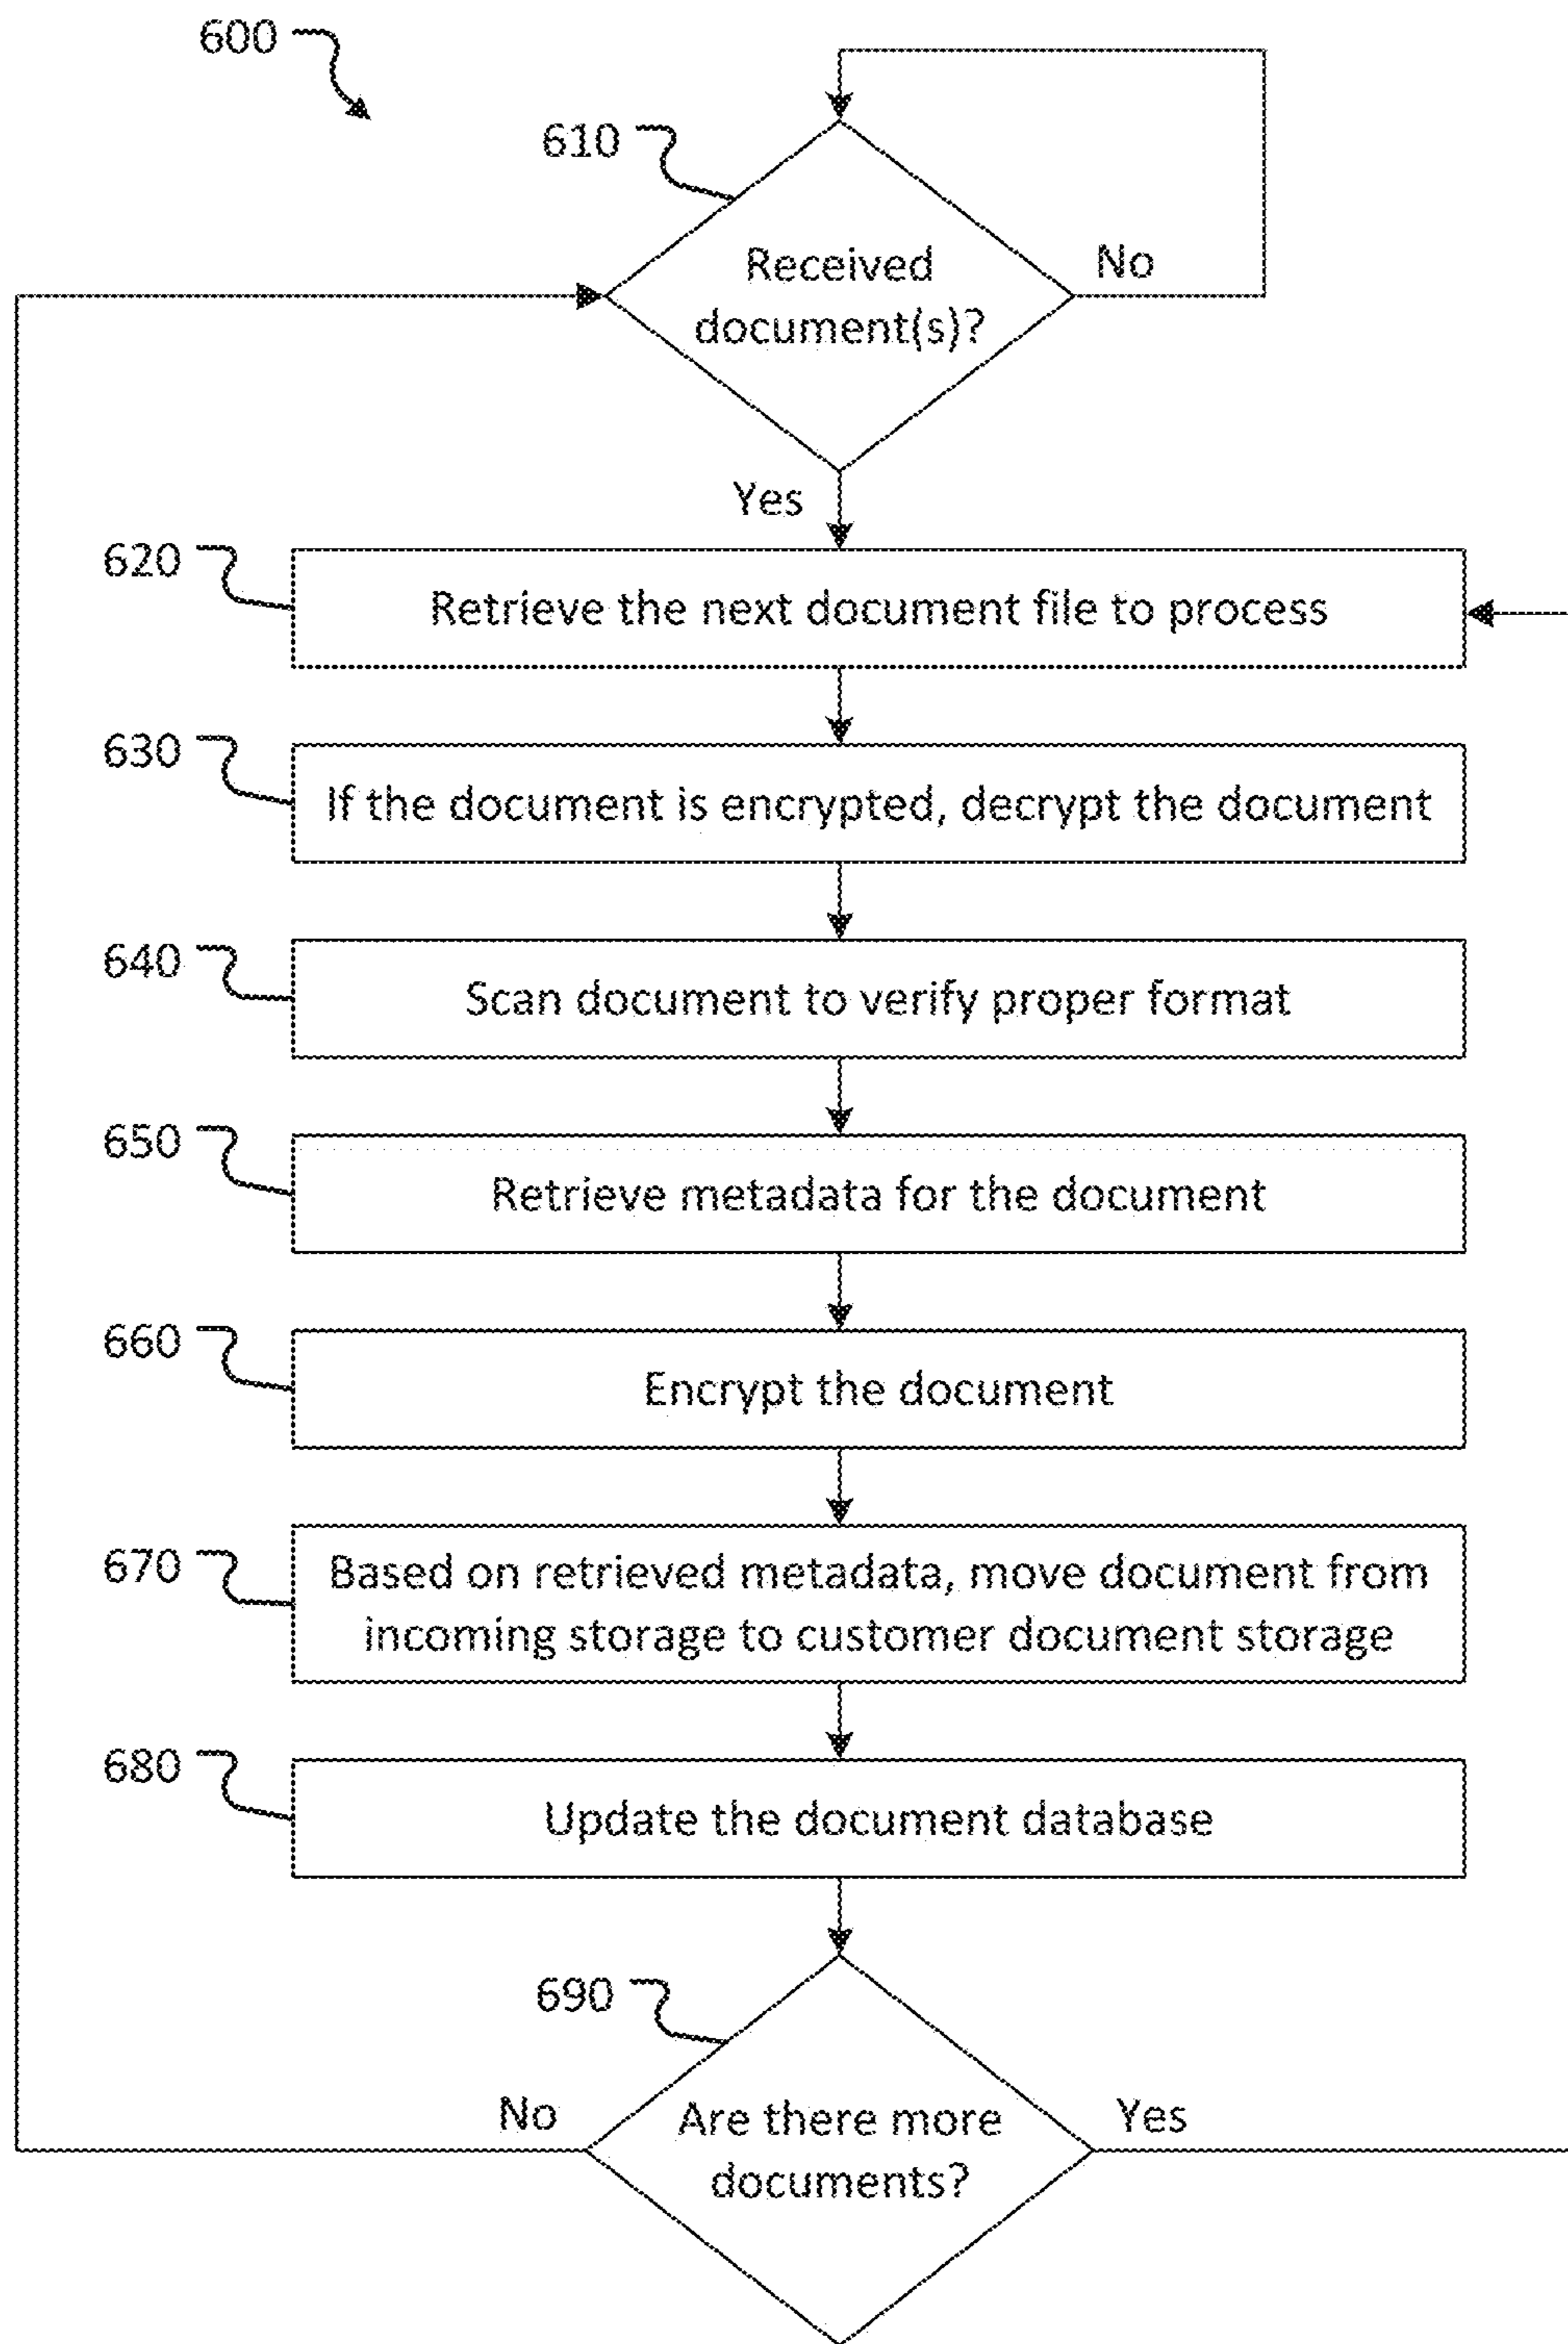 600
610
Received
document(s)?
No
Yes
620
Retrieve the next document file to process
630
If the document is encrypted, decrypt the document
640
Scan document to verify proper format
650
Retrieve metadata for the document
660
Encrypt the document
670
Based on retrieved metadata, move document from
incoming storage to customer document storage
680
Update the document database
690
No
Are there more
documents?
Yes